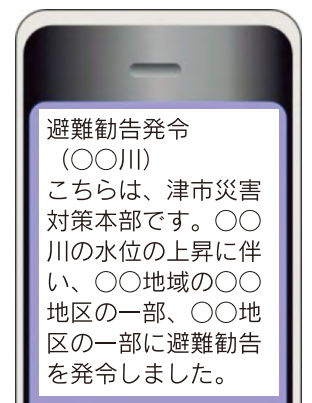 避難勧告発令
（○○川）
こちらは、津市災害
対策本部です。○○
川の水位の上昇に伴
い、○○地域の○○
地区の一部、○○地
区の一部に避難勧告
を発令しました。